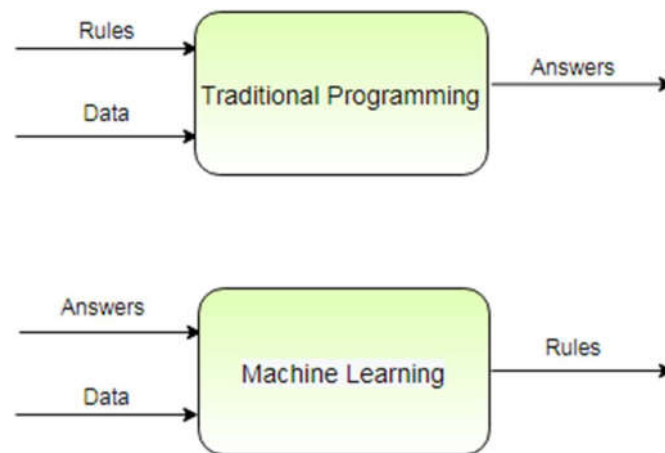 Rules
Traditional Programming
Answers
Data
Answers
Machine Learning
Rules
Data